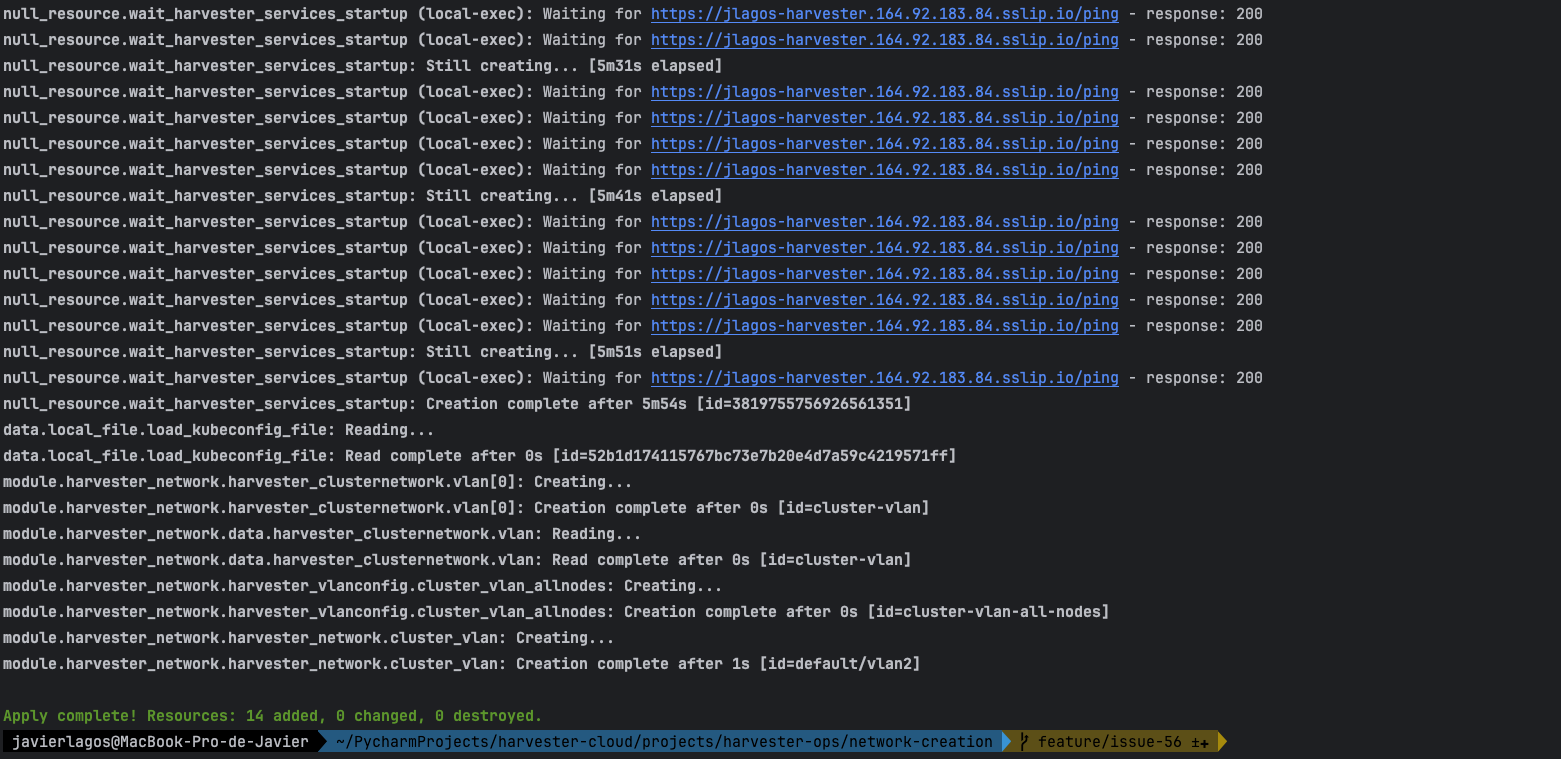 null_resource.wait_harvester_services_startup (local-exec): Waiting for https://jlagos-harvester.164.92.183.84.sslip.io/ping - response: 200
null_resource.wait_harvester_services_startup (local-exec): Waiting for https://jlagos-harvester.164.92.183.84.sslip.io/ping - response: 200
null_resource.wait_harvester_services_startup: Still creating... [5m31s elapsed]
null_resource.wait_harvester_services_startup (local-exec): Waiting for https://jlagos-harvester.164.92.183.84.sslip.io/ping - response: 200
null_resource.wait_harvester_services_startup (local-exec): Waiting for https://jlagos-harvester.164.92.183.84.sslip.io/ping - response: 200
null_resource.wait_harvester_services_startup (local-exec): Waiting for https://jlagos-harvester.164.92.183.84.sslip.io/ping - response: 200
null_resource.wait_harvester_services_startup (local-exec): Waiting for https://jlagos-harvester.164.92.183.84.sslip.io/ping - response: 200
null_resource.wait_harvester_services_startup: Still creating... [5m41s elapsed]
null_resource.wait_harvester_services_startup (local-exec): Waiting for https://jlagos-harvester.164.92.183.84.sslip.io/ping - response: 200
null_resource.wait_harvester_services_startup (local-exec): Waiting for https://jlagos-harvester.164.92.183.84.sslip.io/ping - response: 200
null_resource.wait_harvester_services_startup (local-exec): Waiting for https://jlagos-harvester.164.92.183.84.sslip.io/ping - response: 200
null_resource.wait_harvester_services_startup (local-exec): Waiting for https://jlagos-harvester.164.92.183.84.sslip.io/ping - response: 200
null_resource.wait_harvester_services_startup (local-exec): Waiting for https://jlagos-harvester.164.92.183.84.sslip.io/ping - response: 200
null_resource.wait_harvester_services_startup: Still creating... [5m51s elapsed]
null_resource.wait_harvester_services_startup (local-exec): Waiting for https://jlagos-harvester.164.92.183.84.sslip.io/ping - response: 200
null_resource.wait_harvester_services_startup: Creation complete after 5m54s [id=3819755756926561351]
data.local_file.load_kubeconfig_file: Reading...
data.local_file.load_kubeconfig_file: Read complete after 0s [id=52b1d174115767bc73e7b20e4d7a59c4219571ff]
module.harvester_network.harvester_clusternetwork.vlan[0]: Creating...
module.harvester_network.harvester_clusternetwork.vlan[0]: Creation complete after 0s [id=cluster-vlan]
module.harvester_network.data.harvester_clusternetwork.vlan: Reading...
module.harvester_network.data.harvester_clusternetwork.vlan: Read complete after 0s [id=cluster-vlan]
module.harvester_network.harvester_vlanconfig.cluster_vlan_allnodes: Creating...
module.harvester_network.harvester_vlanconfig.cluster_vlan_allnodes: Creation complete after 0s [id=cluster-vlan-all-nodes]
module.harvester_network.harvester_network.cluster_vlan: Creating...
module.harvester_network.harvester_network.cluster_vlan: Creation complete after 1s [id=default/vlan2]
Apply complete! Resources: 14 added, 0 changed, 0 destroyed.
javierlagos@MacBook-Pro-de-Javier ~/PycharmProjects/harvester-cloud/projects/harvester-ops/network-creation feature/issue-56 ±+